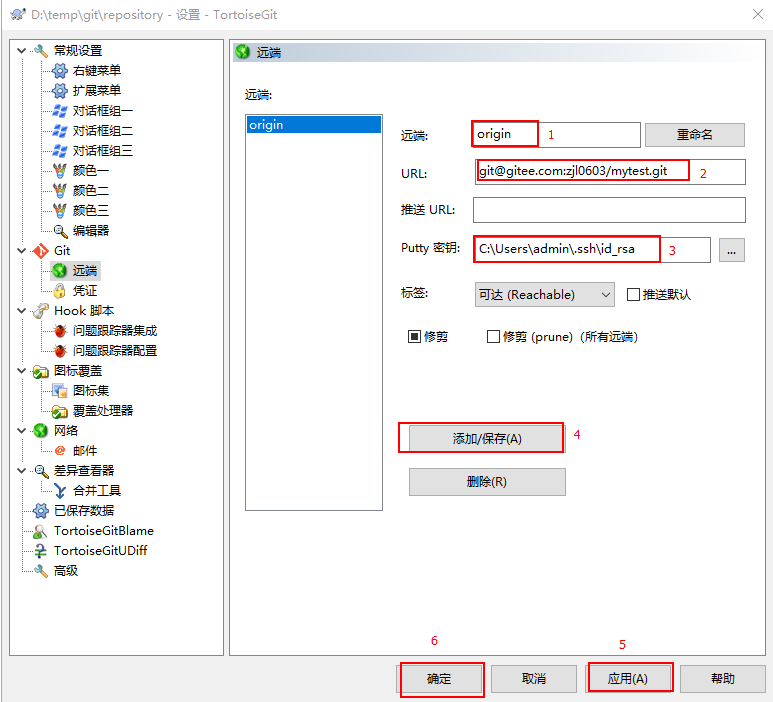 D:\temp\git\repository - 设置 - TortoiseGit
常规设置
右键菜单
扩展菜单
对话框组一
对话框组二
对话框组三
颜色一
颜色二
颜色三
编辑器
Git
远端
凭证
Hook 脚本
问题跟踪器集成
问题跟踪器配置
图标覆盖
图标集
覆盖处理器
网络
邮件
差异查看器
合并工具
已保存数据
TortoiseGitBlame
TortoiseGitUDiff
高级
远端
远端:
origin
远端: origin 1 重命名
URL: git@gitee.com:zjl0603/mytest.git 2
推送 URL:
Putty 密钥: C:\Users\admin\.ssh\id_rsa 3 ...
标签: 可达 (Reachable) 推送默认
修剪 修剪 (prune)（所有远端）
添加/保存(A) 4
删除(R)
6 5
确定 取消 应用(A) 帮助